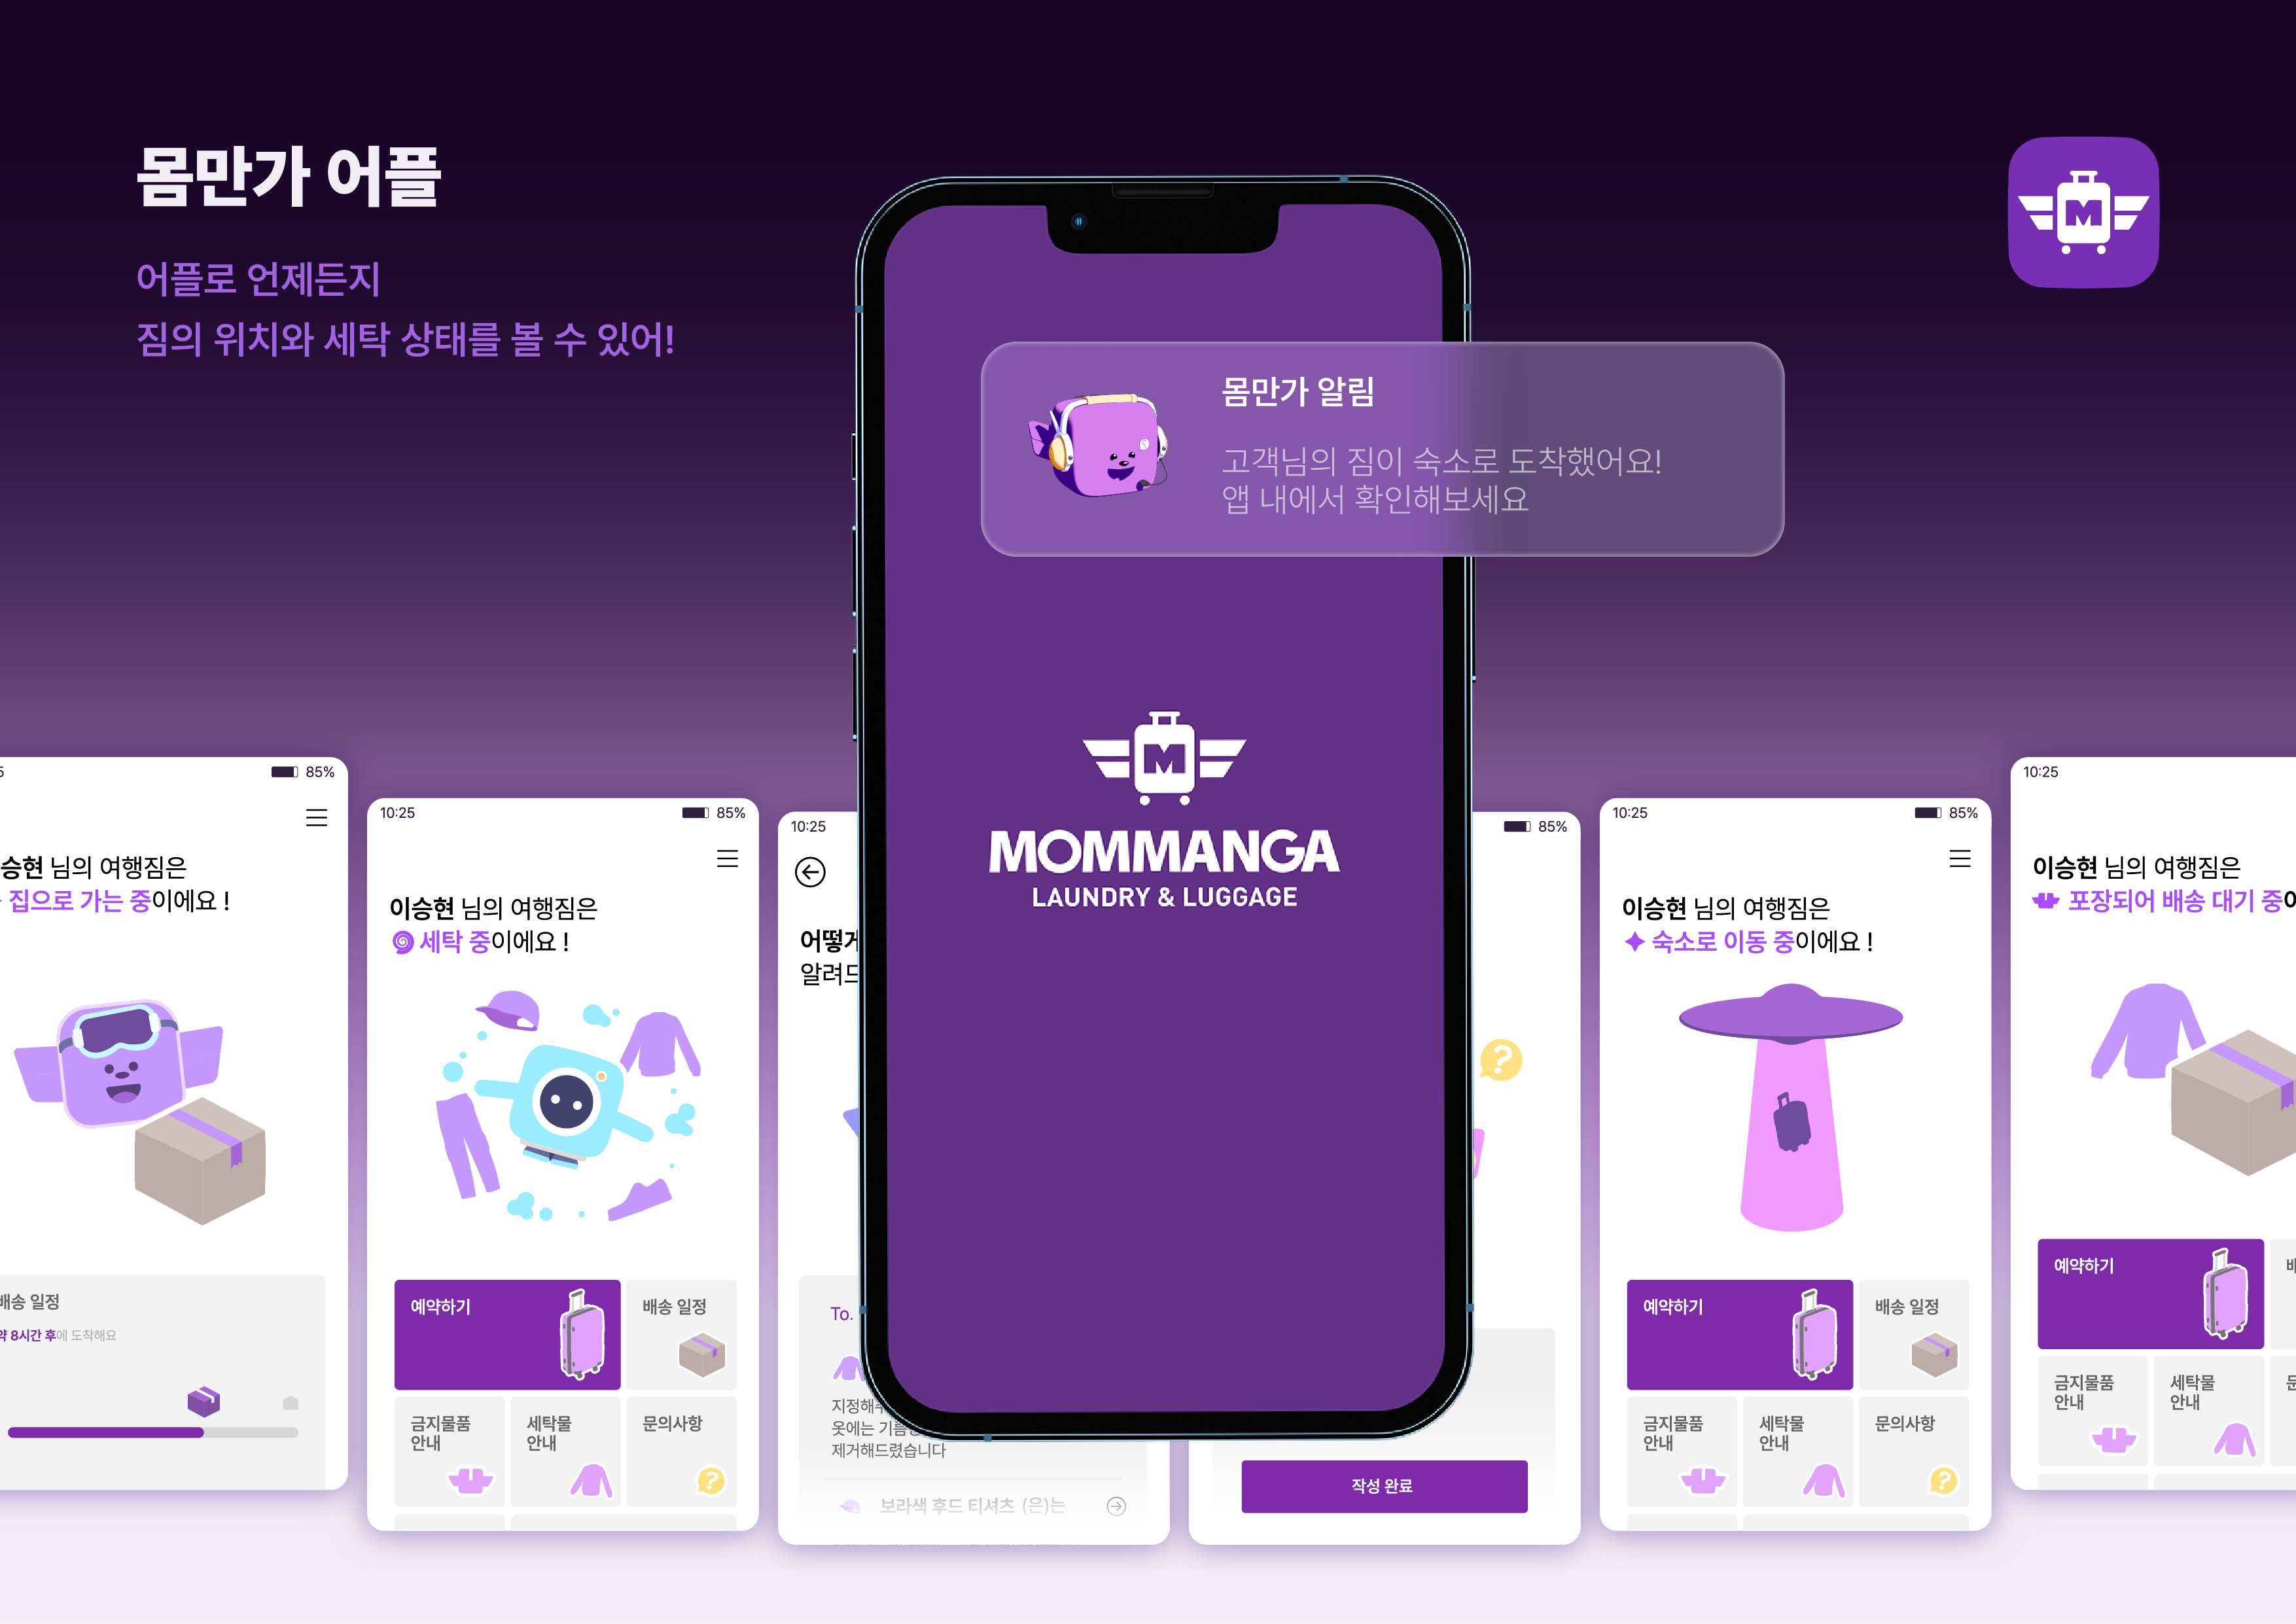 몸만가 어플
어플로 언제든지
짐의 위치와 세탁 상태를 볼 수 있어!
M
몸만가 알림
고객님의 짐이 숙소로 도착했어요!
앱 내에서 확인해보세요
M
MOMMANGA
LAUNDRY & LUGGAGE
85%
승현 님의 여행짐은
집으로 가는 중이에요 !
배송 일정
약 8시간 후에 도착해요
10:25
85%
이승현 님의 여행짐은
세탁 중이에요 !
예약하기
배송 일정
금지물품
안내
세탁물
안내
문의사항
10:25
어떻게
알려드
To.
지정해주
옷에는 기름
제거해드렸습니다
보라색 후드 티셔츠 (은)는
85%
?
작성 완료
10:25
85%
이승현 님의 여행짐은
숙소로 이동 중이에요 !
예약하기
배송 일정
금지물품
안내
세탁물
안내
문의사항
10:25
이승현 님의 여행짐은
포장되어 배송 대기 중이
예약하기
금지물품
안내
세탁물
안내